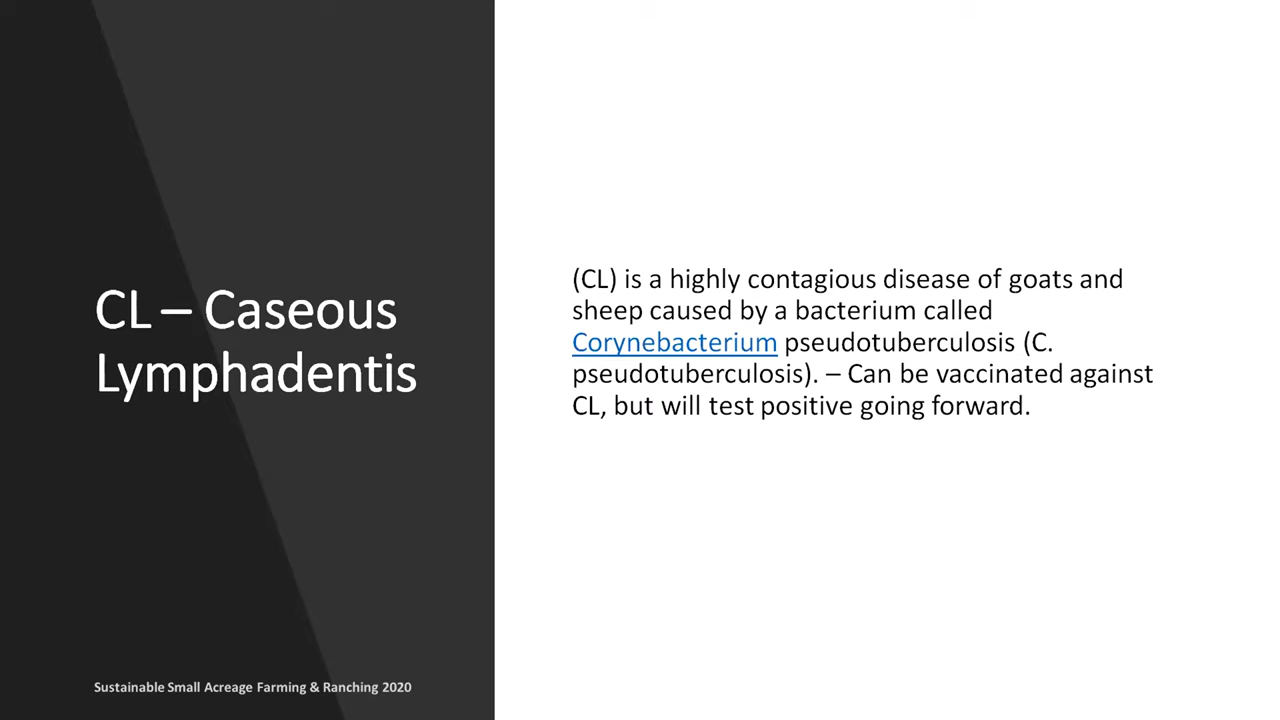 CL – Caseous
Lymphadentis
(CL) is a highly contagious disease of goats and
sheep caused by a bacterium called
Corynebacterium pseudotuberculosis (C.
pseudotuberculosis). – Can be vaccinated against
CL, but will test positive going forward.
Sustainable Small Acreage Farming & Ranching 2020